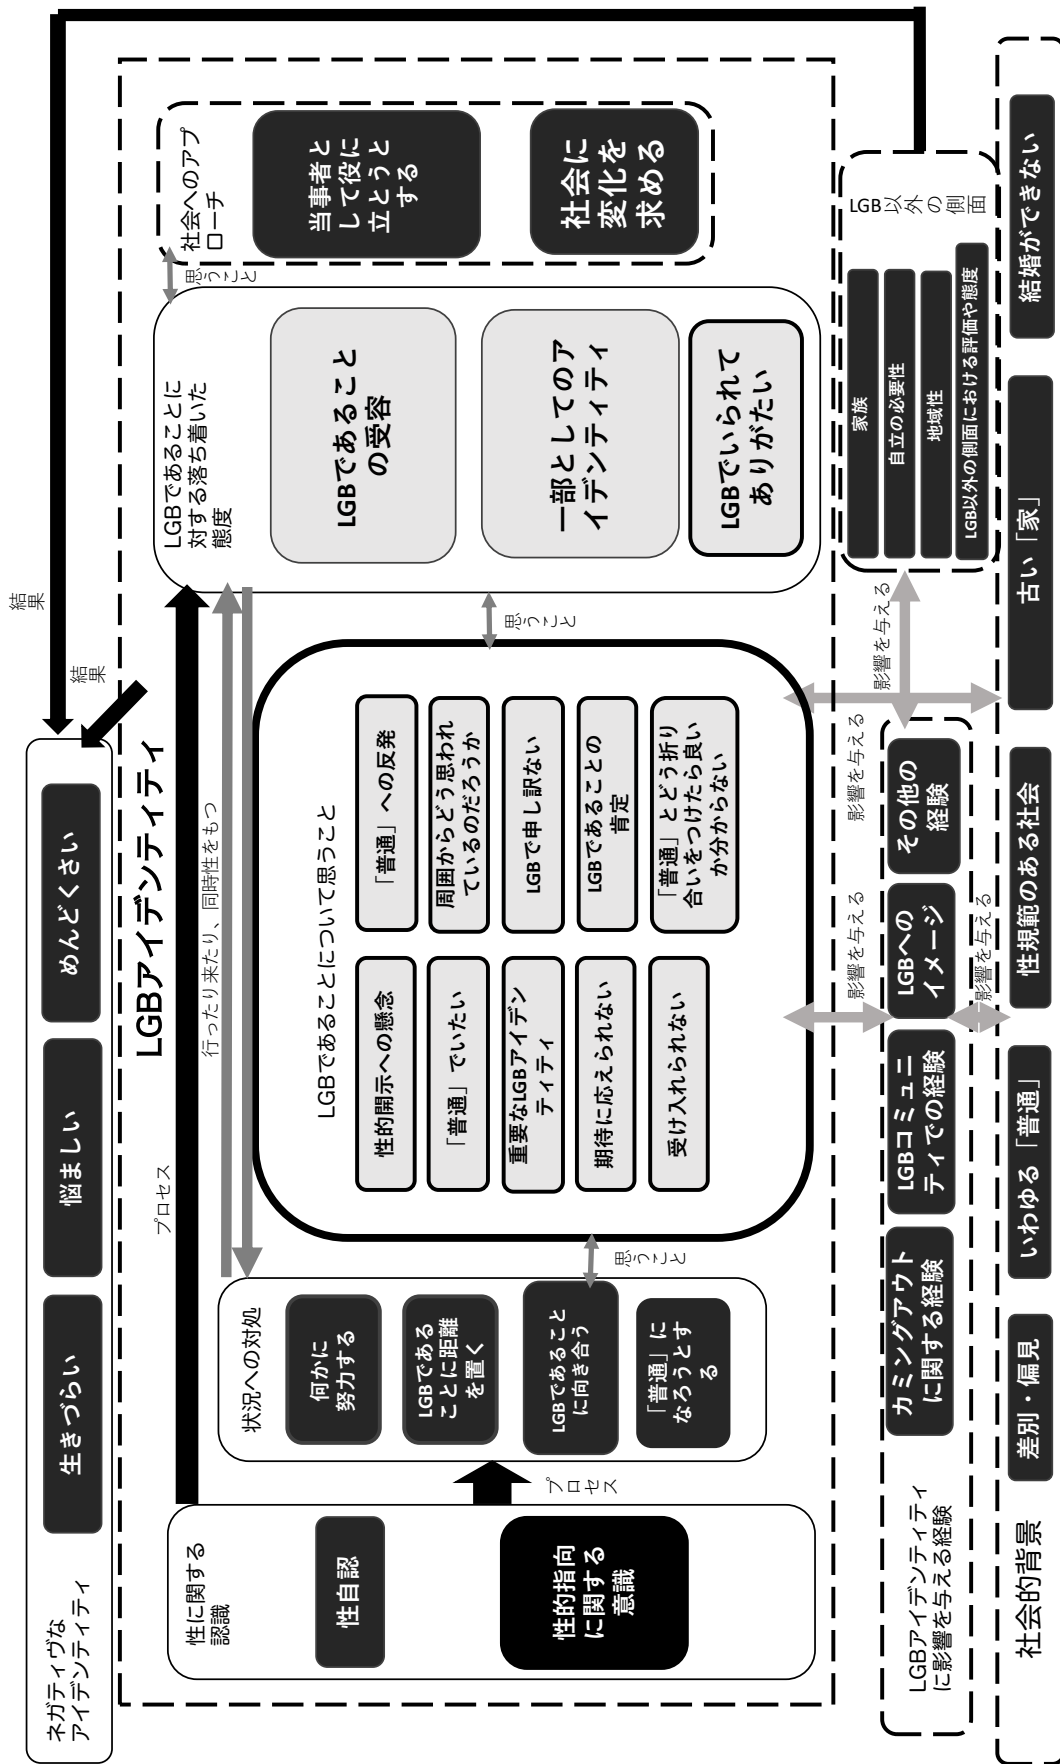 ネガティヴな
アイデンティティ
生きづらい
悩ましい
めんどくさい
結果
結果
LGBアイデンティティ
プロセス
行ったり来たり、同時性をもつ
性に関する
認識
性自認
性的指向
に関する
意識
プロセス
状況への対処
何かに
努力する
LGBである
ことに距離
を置く
LGBであること
に向き合う
「普通」に
なろうとす
る
思うこと
LGBであることについて思うこと
性的開示への懸念
「普通」でいたい
重要なLGBアイデン
ティティ
期待に応えられない
受け入れられない
「普通」への反発
周囲からどう思われ
ているのだろうか
LGBで申し訳ない
LGBであることの
肯定
「普通」とどう折り
合いをつけたら良い
か分からない
思うこと
LGBであることに
対する落ち着いた
態度
LGBであること
の受容
一部としてのア
イデンティティ
LGBでいられて
ありがたい
思うこと
社会へのアプ
ローチ
当事者と
して役に
立とうと
する
社会に
変化を
求める
影響を与える
影響を与える
影響を与える
影響を与える
LGBアイデンティティ
に影響を与える経験
カミングアウト
に関する経験
LGBコミュニ
ティでの経験
LGBへの
イメージ
その他の
経験
家族
自立の必要性
地域性
LGB以外の側面における評価や態度
LGB以外の側面
社会的背景
差別・偏見
いわゆる「普通」
性規範のある社会
古い「家」
結婚ができない